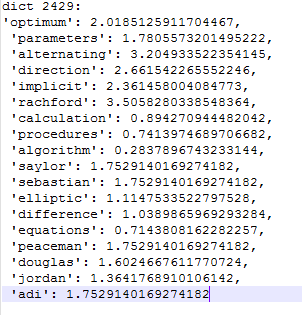 dict 2429:
'optimum': 2.0185125911704467,
'parameters': 1.7805573201495222,
'alternating': 3.204933522354145,
'direction': 2.661542265552246,
'implicit': 2.361458004084773,
'rachford': 3.5058280338548364,
'calculation': 0.894270944482042,
'procedures': 0.7413974689706682,
'algorithm': 0.2837896743233144,
'saylor': 1.7529140169274182,
'sebastian': 1.7529140169274182,
'elliptic': 1.1147533522797528,
'difference': 1.0389865969293284,
'equations': 0.7143808162282257,
'peaceman': 1.7529140169274182,
'douglas': 1.6024667611770724,
'jordan': 1.3641768910106142,
'adi': 1.7529140169274182